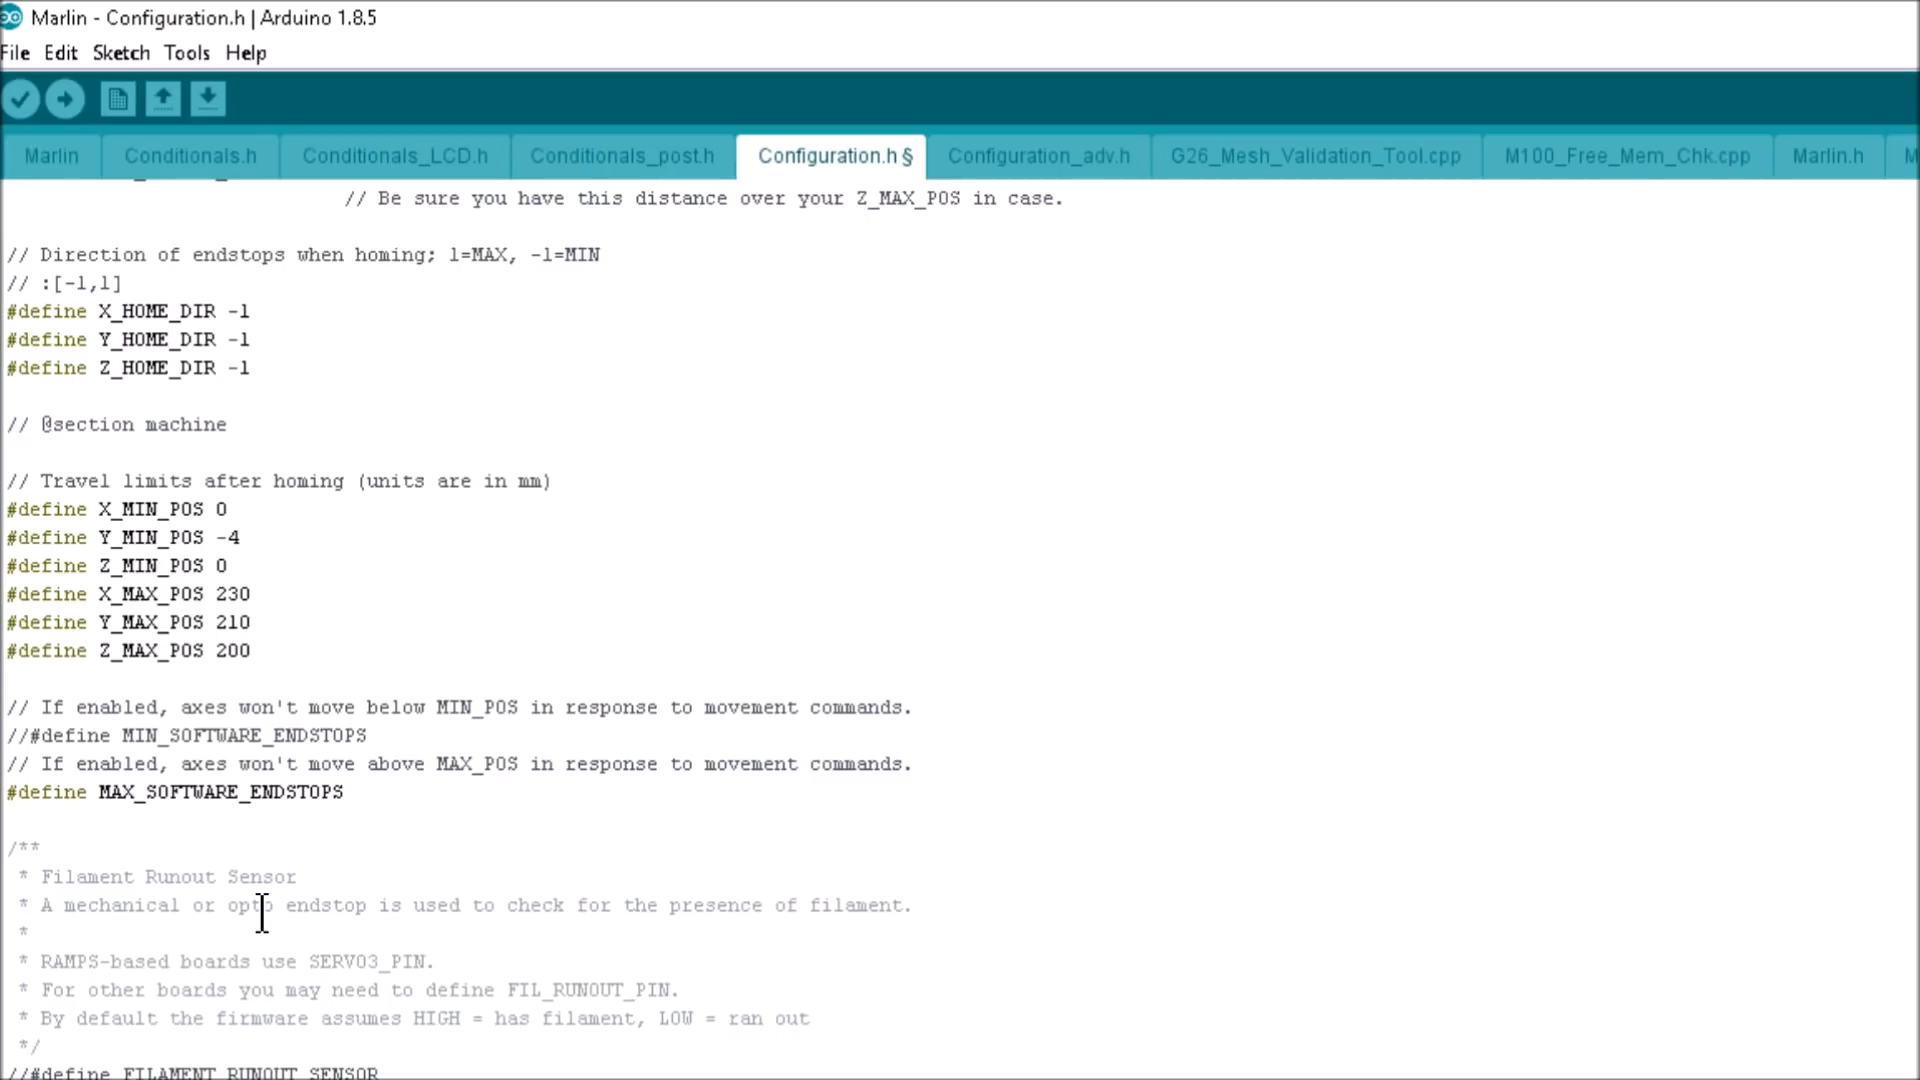 Marlin - Configuration.h | Arduino 1.8.5
File Edit Sketch Tools Help
Marlin Conditionals.h Conditionals_LCD.h Conditionals_post.h Configuration.h § Configuration_adv.h G26_Mesh_Validation_Tool.cpp M100_Free_Mem_Chk.cpp Marlin.h M
// Be sure you have this distance over your Z_MAX_POS in case.
// Direction of endstops when homing; 1=MAX, -1=MIN
// :[-1,1]
#define X_HOME_DIR -1
#define Y_HOME_DIR -1
#define Z_HOME_DIR -1
// @section machine
// Travel limits after homing (units are in mm)
#define X_MIN_POS 0
#define Y_MIN_POS -4
#define Z_MIN_POS 0
#define X_MAX_POS 230
#define Y_MAX_POS 210
#define Z_MAX_POS 200
// If enabled, axes won't move below MIN_POS in response to movement commands.
//#define MIN_SOFTWARE_ENDSTOPS
// If enabled, axes won't move above MAX_POS in response to movement commands.
#define MAX_SOFTWARE_ENDSTOPS
/**
* Filament Runout Sensor
* A mechanical or opto endstop is used to check for the presence of filament.
*
* RAMPS-based boards use SERVO3_PIN.
* For other boards you may need to define FIL_RUNOUT_PIN.
* By default the firmware assumes HIGH = has filament, LOW = ran out
*/
//#define FILAMENT_RUNOUT_SENSOR